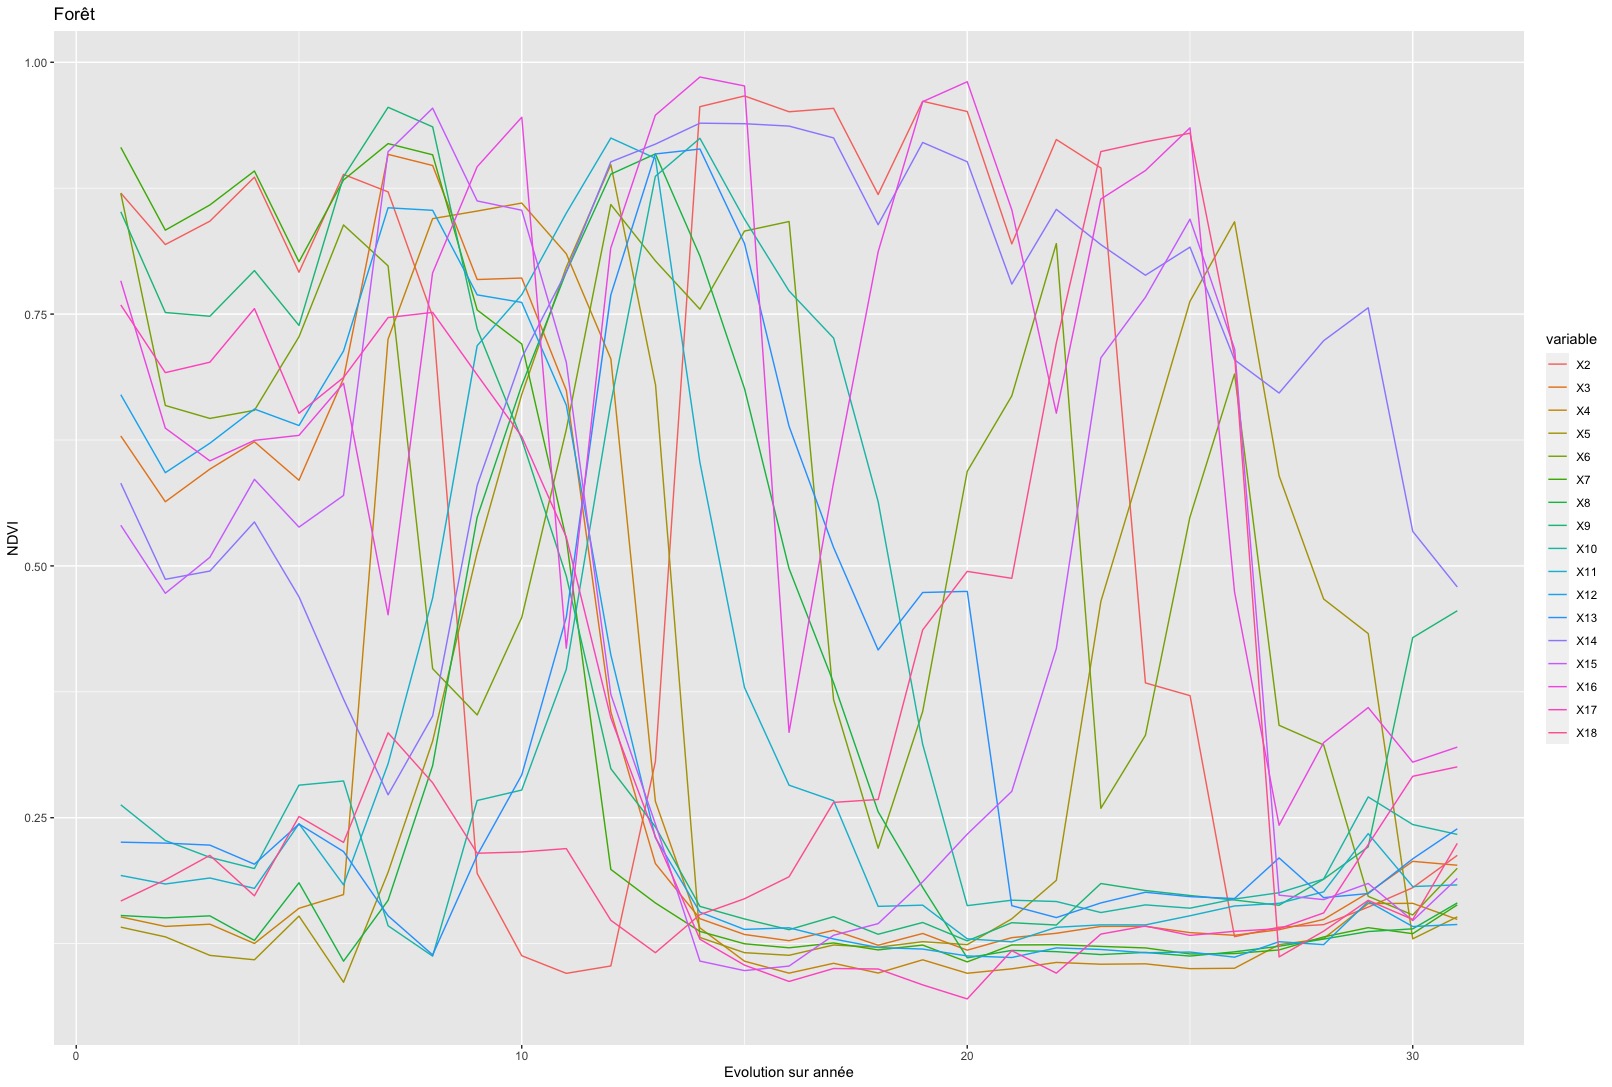 Forêt
NDVI
1.00
0.75
0.50
0.25
0
10
20
30
Evolution sur année
variable
X2
X3
X4
X5
X6
X7
X8
X9
X10
X11
X12
X13
X14
X15
X16
X17
X18